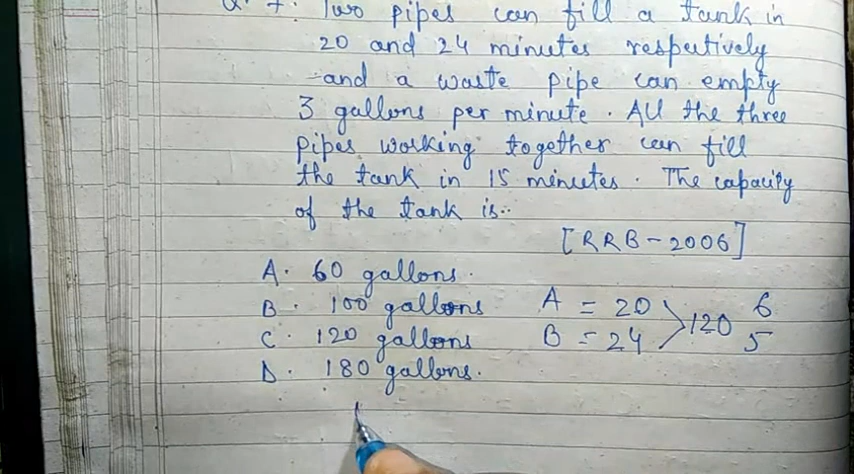 Q. 7. Two pipes can fill a tank in
20 and 24 minutes respectively
and a waste pipe can empty
3 gallons per minute. All the three
pipes working together can fill
the tank in 15 minutes. The capacity
of the tank is..
[RRB-2006]
A. 60 gallons.
B. 100 gallons A = 20 6
120
C. 120 gallons B = 24 5
D. 180 gallons.